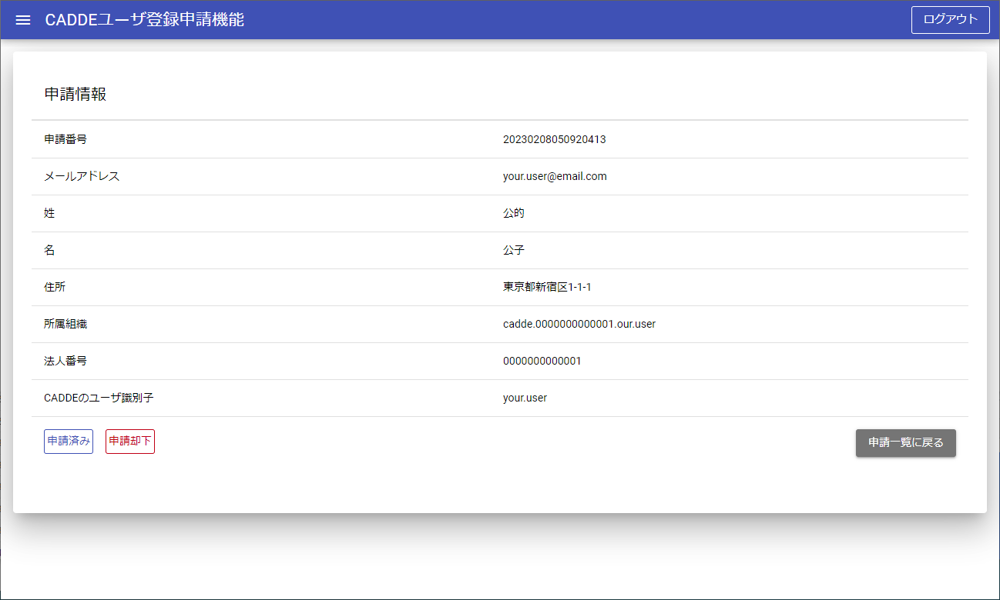 CADDEユーザ登録申請機能 ログアウト
申請情報
申請番号 20230208050920413
メールアドレス your.user@email.com
姓 公的
名 公子
住所 東京都新宿区1-1-1
所属組織 cadde.0000000000001.our.user
法人番号 0000000000001
CADDEのユーザ識別子 your.user
申請済み 申請却下 申請一覧に戻る